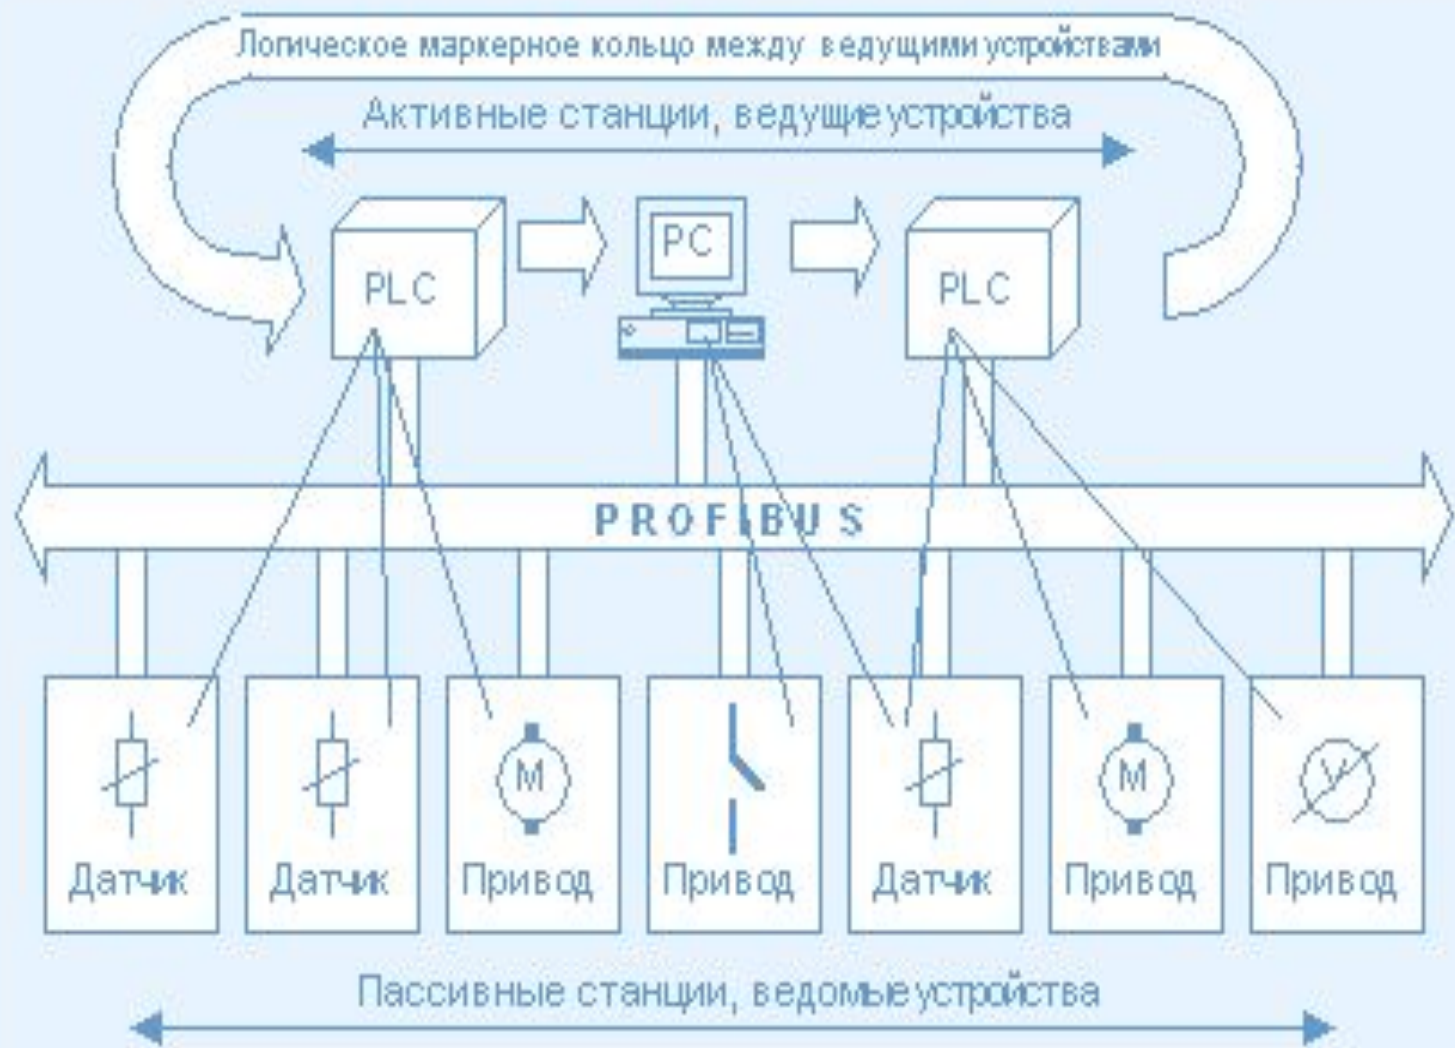 Логическое маркерное кольцо между ведущими устройствами
Активные станции, ведущие устройства
PLC
PC
PLC
PROFIBUS
Датчик
Датчик
M
Привод
Привод
Датчик
M
Привод
V
Привод
Пассивные станции, ведомые устройства